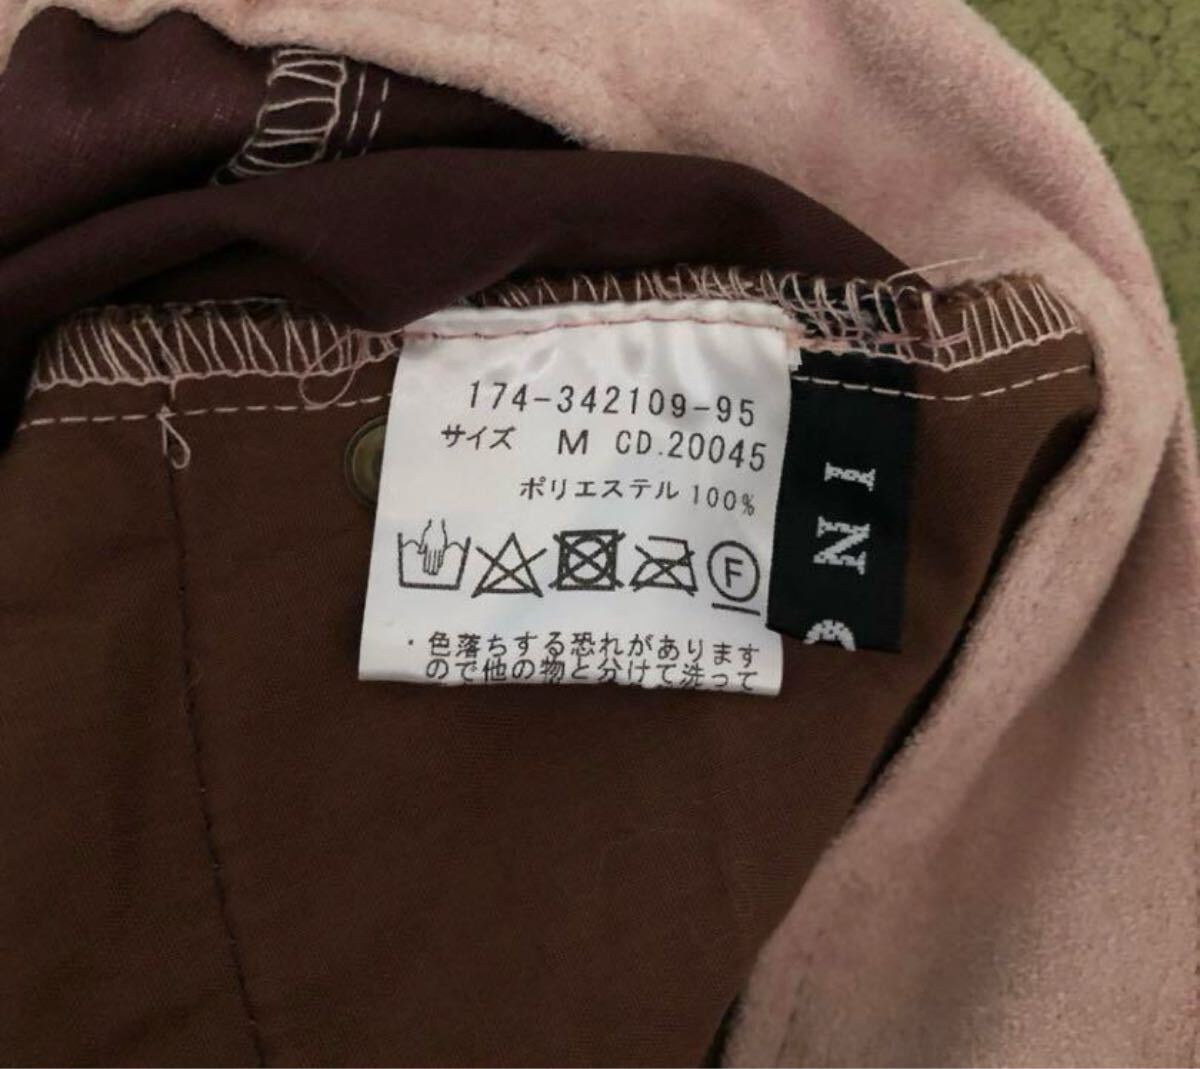 174-342109-95
サイズ M CD.20045
ポリエステル 100%
F
・色落ちする恐れがあります
ので他の物と分けて洗って
INI